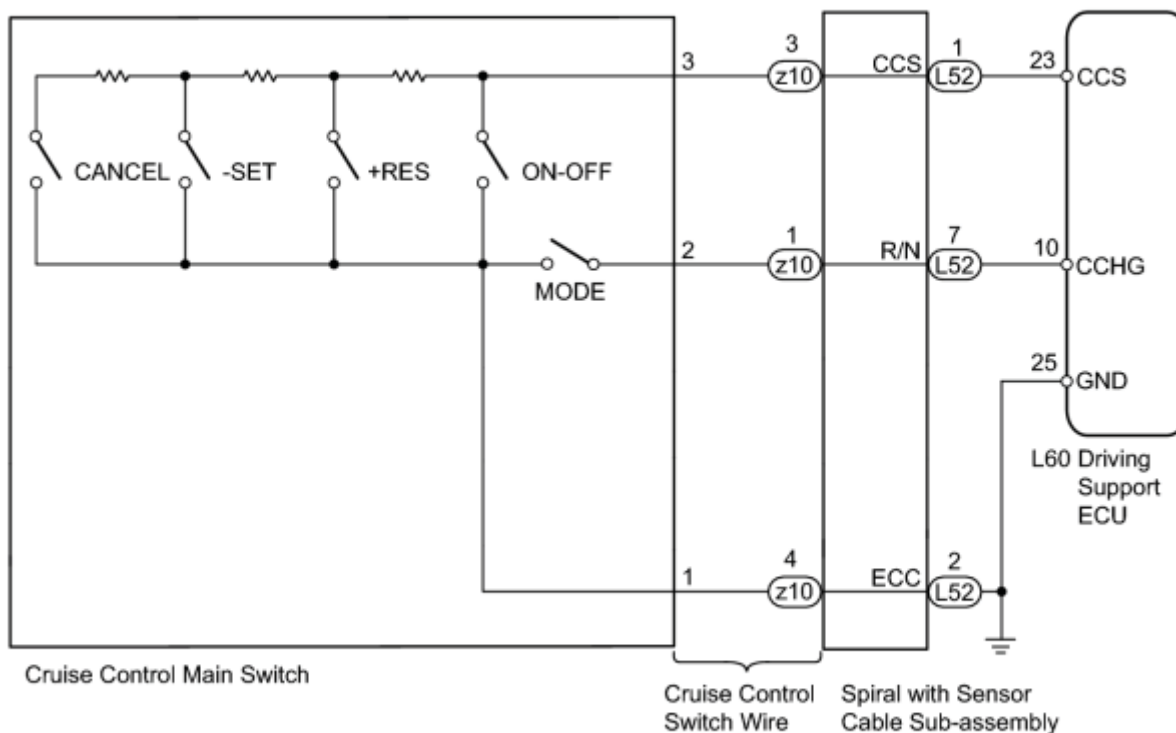 3 3 CCS 1 23 CCS
z10 L52
CANCEL -SET +RES ON-OFF
2 1 R/N 7 10 CCHG
z10 L52
MODE
25 GND
L60 Driving
Support
ECU
1 4 ECC 2
z10 L52
Cruise Control Main Switch
Cruise Control
Switch Wire
Spiral with Sensor
Cable Sub-assembly